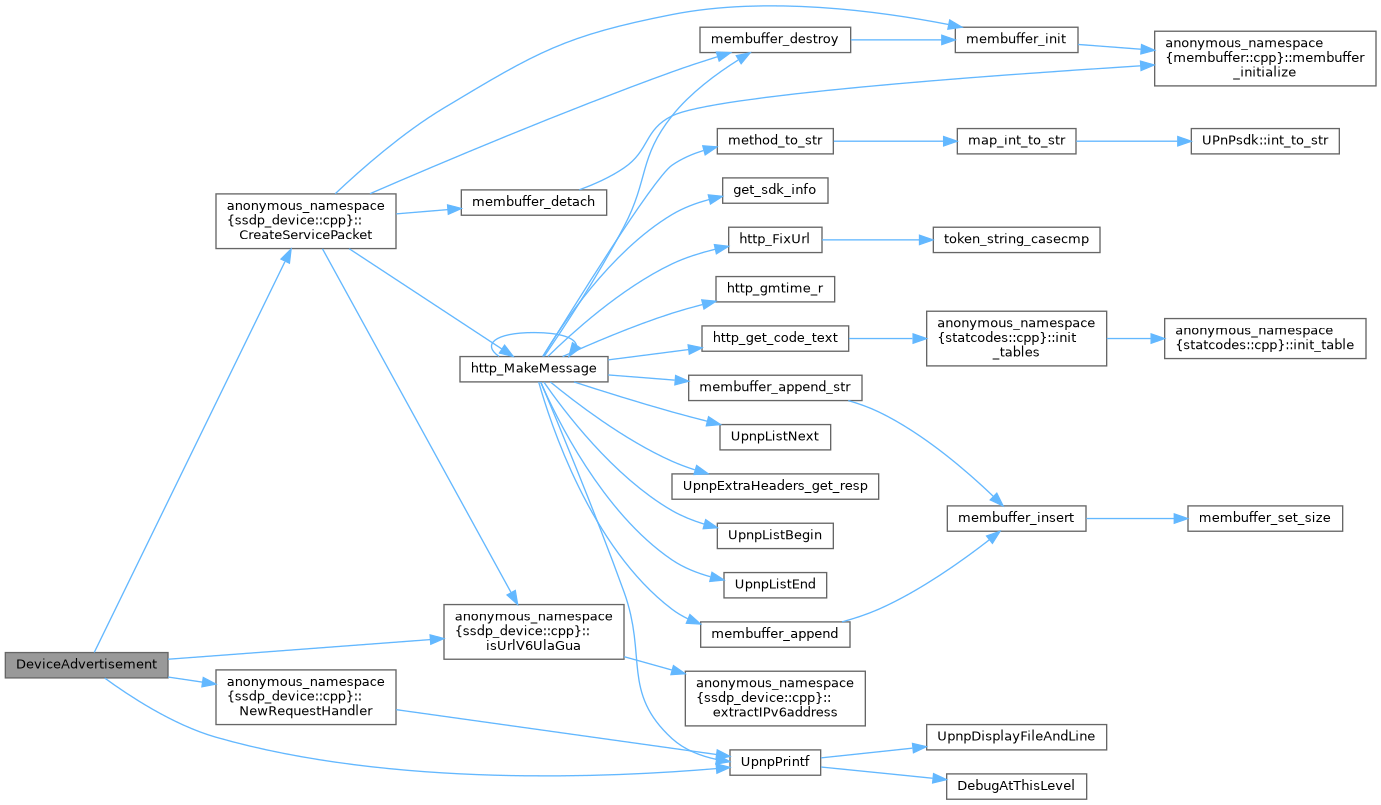 DeviceAdvertisement
anonymous_namespace
{ssdp_device::cpp}::
CreateServicePacket
anonymous_namespace
{ssdp_device::cpp}::
NewRequestHandler
membuffer_detach
http_MakeMessage
anonymous_namespace
{ssdp_device::cpp}::
isUrlV6UlaGua
membuffer_destroy
method_to_str
get_sdk_info
http_FixUrl
http_gmtime_r
http_get_code_text
membuffer_append_str
UpnpListNext
UpnpExtraHeaders_get_resp
UpnpListBegin
UpnpListEnd
membuffer_append
anonymous_namespace
{ssdp_device::cpp}::
extractIPv6address
UpnpPrintf
membuffer_init
map_int_to_str
token_string_casecmp
anonymous_namespace
{statcodes::cpp}::init
_tables
membuffer_insert
UpnpDisplayFileAndLine
DebugAtThisLevel
anonymous_namespace
{membuffer::cpp}::membuffer
_initialize
UPnPsdk::int_to_str
anonymous_namespace
{statcodes::cpp}::init_table
membuffer_set_size